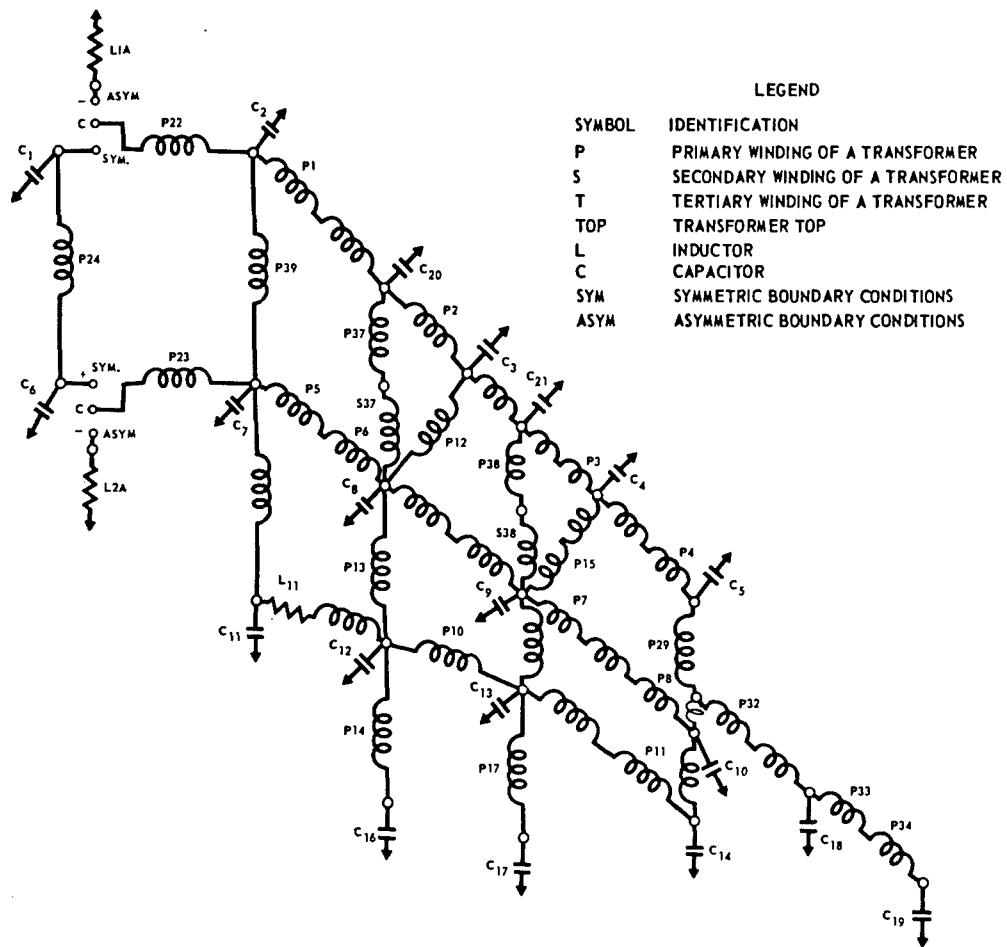 L1A
ASYM
C
SYM.
P22
C1
C2
P1
P24
P39
C20
P2
P37
C3
C21
C6
SYM.
C
ASYM
L2A
P23
C7
P5
P6
S37
P12
P38
P3
C4
C8
S38
P15
P4
C5
P13
C9
P7
P29
L11
C11
C12
P10
C13
P8
P32
P14
P17
P11
C10
P33
P34
C16
C17
C14
C18
C19
LEGEND
SYMBOL IDENTIFICATION
P PRIMARY WINDING OF A TRANSFORMER
S SECONDARY WINDING OF A TRANSFORMER
T TERTIARY WINDING OF A TRANSFORMER
TOP TRANSFORMER TOP
L INDUCTOR
C CAPACITOR
SYM SYMMETRIC BOUNDARY CONDITIONS
ASYM ASYMMETRIC BOUNDARY CONDITIONS